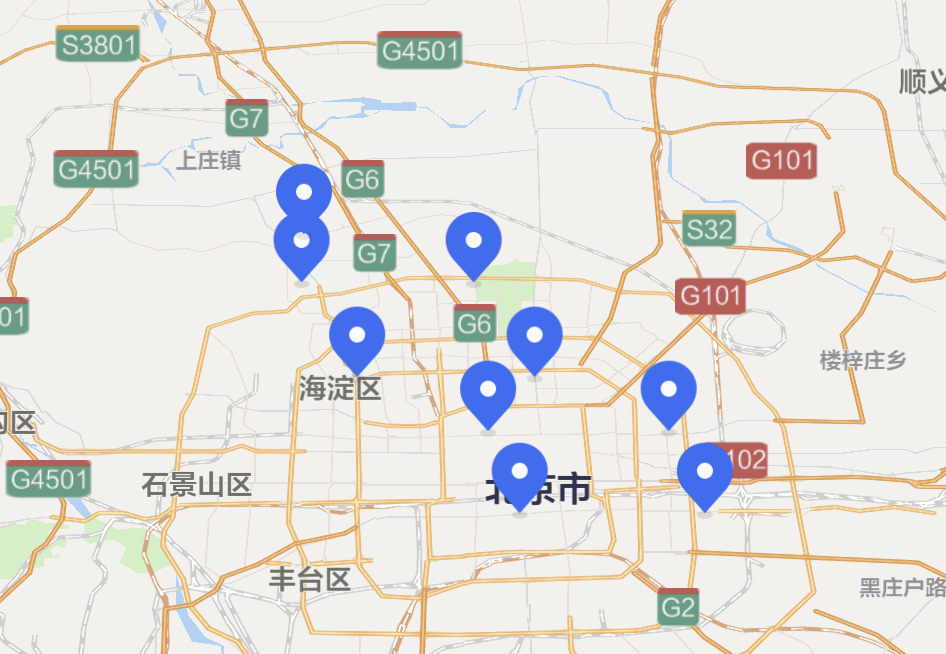 S3801
G4501
顺义
G7
上庄镇
G4501
G6
G101
S32
G7
G101
01
G6
楼梓庄乡
海淀区
区
102
G4501
石景山区
北京市
丰台区
G2
黑庄户路